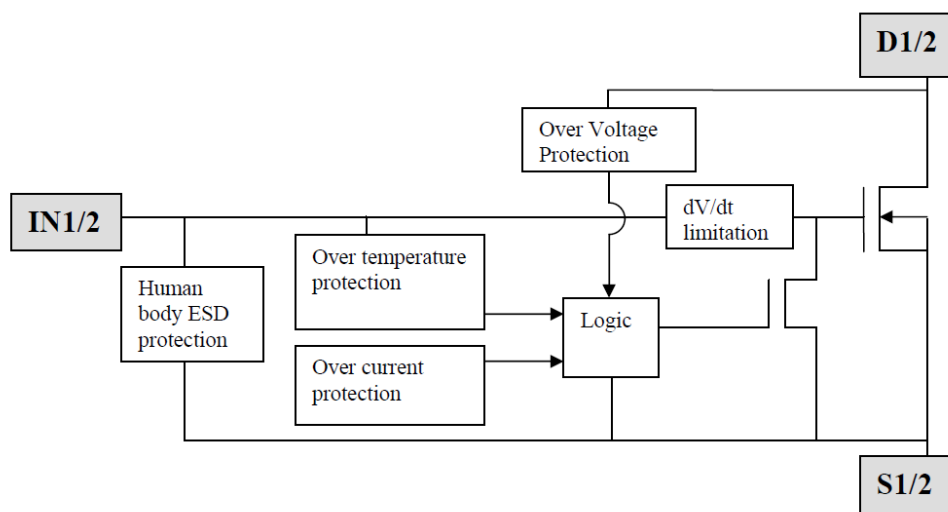 D1/2
Over Voltage
Protection
IN1/2
dV/dt
limitation
Over temperature
protection
Human
body ESD
protection
Logic
Over current
protection
S1/2